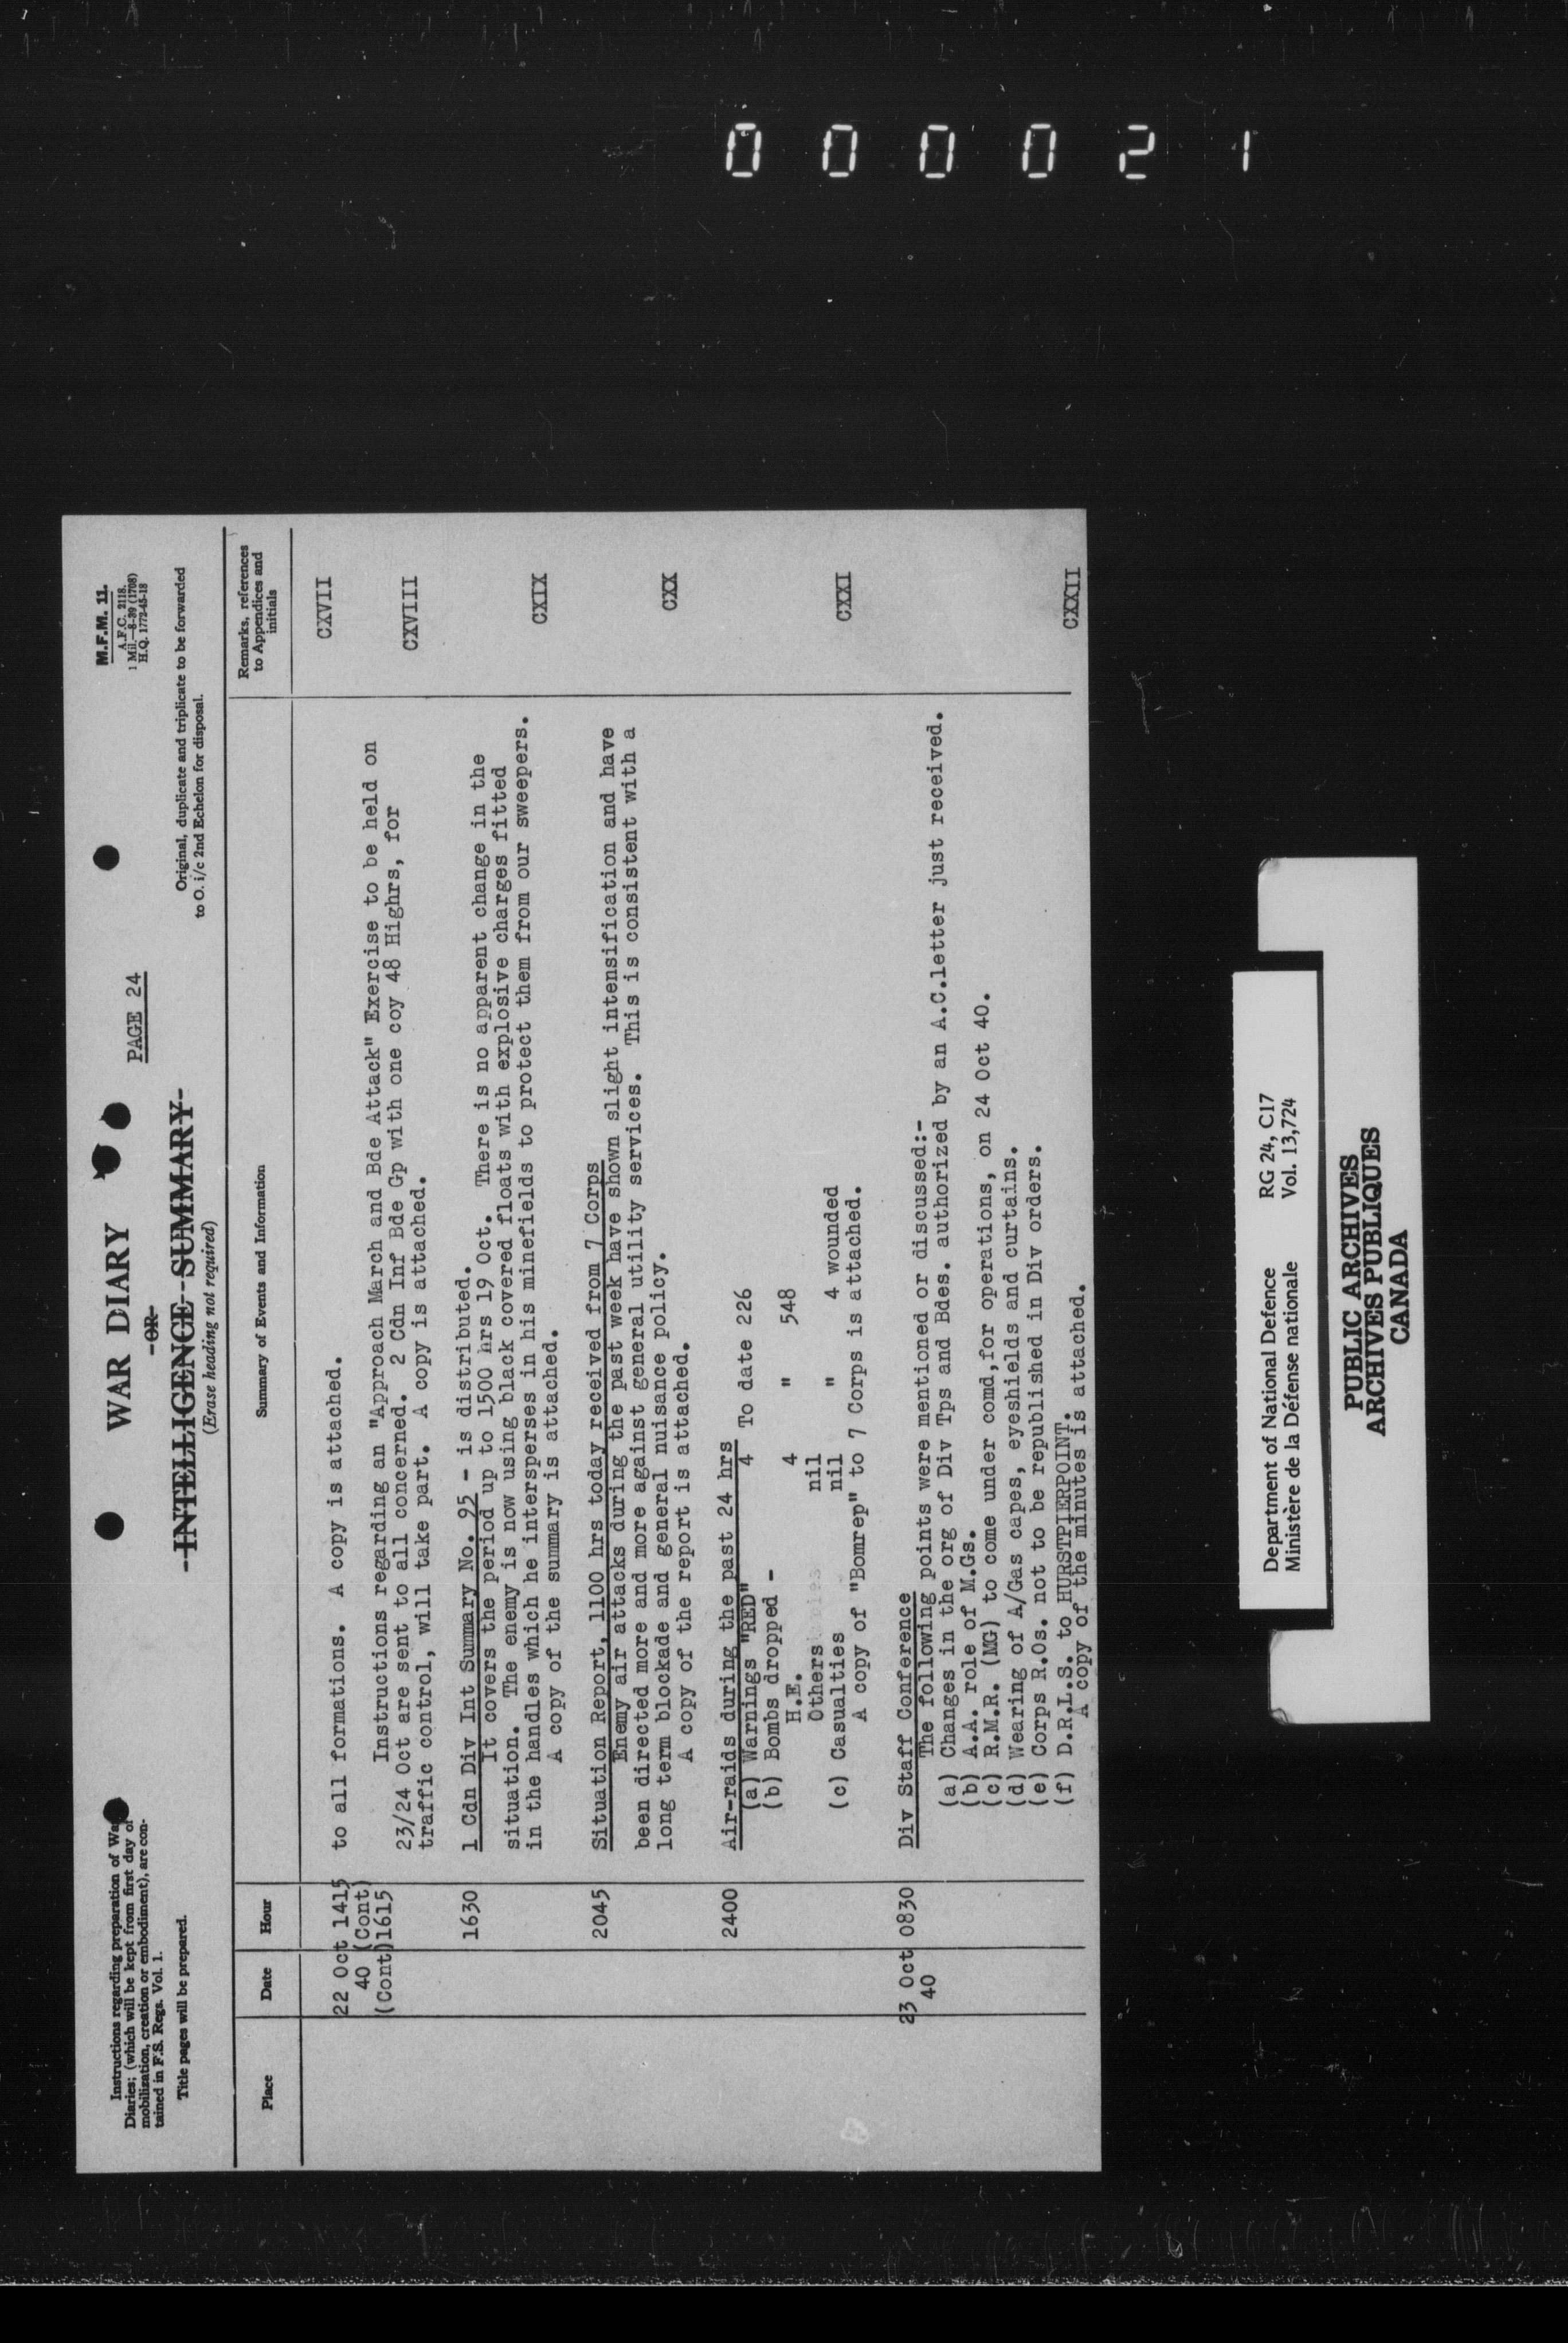 000021
Instructions regarding preparation of War
Diaries; (which will be kept from first day of
mobilization, creation or embodiment), are con-
tained in F.S. Regs. Vol. 1.
Title pages will be prepared.
WAR DIARY
-OR-
INTELLIGENCE SUMMARY
(Erase heading not required)
PAGE 24
M.F.M. 11.
A.F.C. 2118.
1 Mil.—8-39 (1708)
H.Q. 1772-45-18
Original, duplicate and triplicate to be forwarded
to O. i/c 2nd Echelon for disposal.
Place Date Hour Summary of Events and Information Remarks, references to Appendices and initials
22 Oct 1415 to all formations. A copy is attached. CXVII
40 (Cont)
(Cont) 1615 Instructions regarding an "Approach March and Bde Attack" Exercise to be held on
23/24 Oct are sent to all concerned. 2 Cdn Inf Bde Gp with one coy 48 Highrs, for CXVIII
traffic control, will take part. A copy is attached.
1630 1 Cdn Div Int Summary No. 95 - is distributed.
It covers the period up to 1500 hrs 19 Oct. There is no apparent change in the
situation. The enemy is now using black covered floats with explosive charges fitted
in the handles which he intersperses in his minefields to protect them from our sweepers.
A copy of the summary is attached. CXIX
2045 Situation Report, 1100 hrs today received from 7 Corps
Enemy air attacks during the past week have shown slight intensification and have
been directed more and more against general utility services. This is consistent with a
long term blockade and general nuisance policy.
A copy of the report is attached. CXX
2400 Air-raids during the past 24 hrs
(a) Warnings "RED" 4 To date 226
(b) Bombs dropped -
H.E. 4 " 548
Others nil
(c) Casualties nil " 4 wounded
A copy of "Bomrep" to 7 Corps is attached. CXXI
23 Oct 0830 Div Staff Conference
40 The following points were mentioned or discussed:-
(a) Changes in the org of Div Tps and Bdes. authorized by an A.C.letter just received.
(b) A.A. role of M.Gs.
(c) R.M.R. (MG) to come under comd,for operations, on 24 Oct 40.
(d) Wearing of A/Gas capes, eyeshields and curtains.
(e) Corps R.Os. not to be republished in Div orders.
(f) D.R.L.S. to HURSTPIERPOINT.
A copy of the minutes is attached. CXXII
Department of National Defence RG 24, C17
Ministère de la Défense nationale Vol. 13,724
PUBLIC ARCHIVES
ARCHIVES PUBLIQUES
CANADA